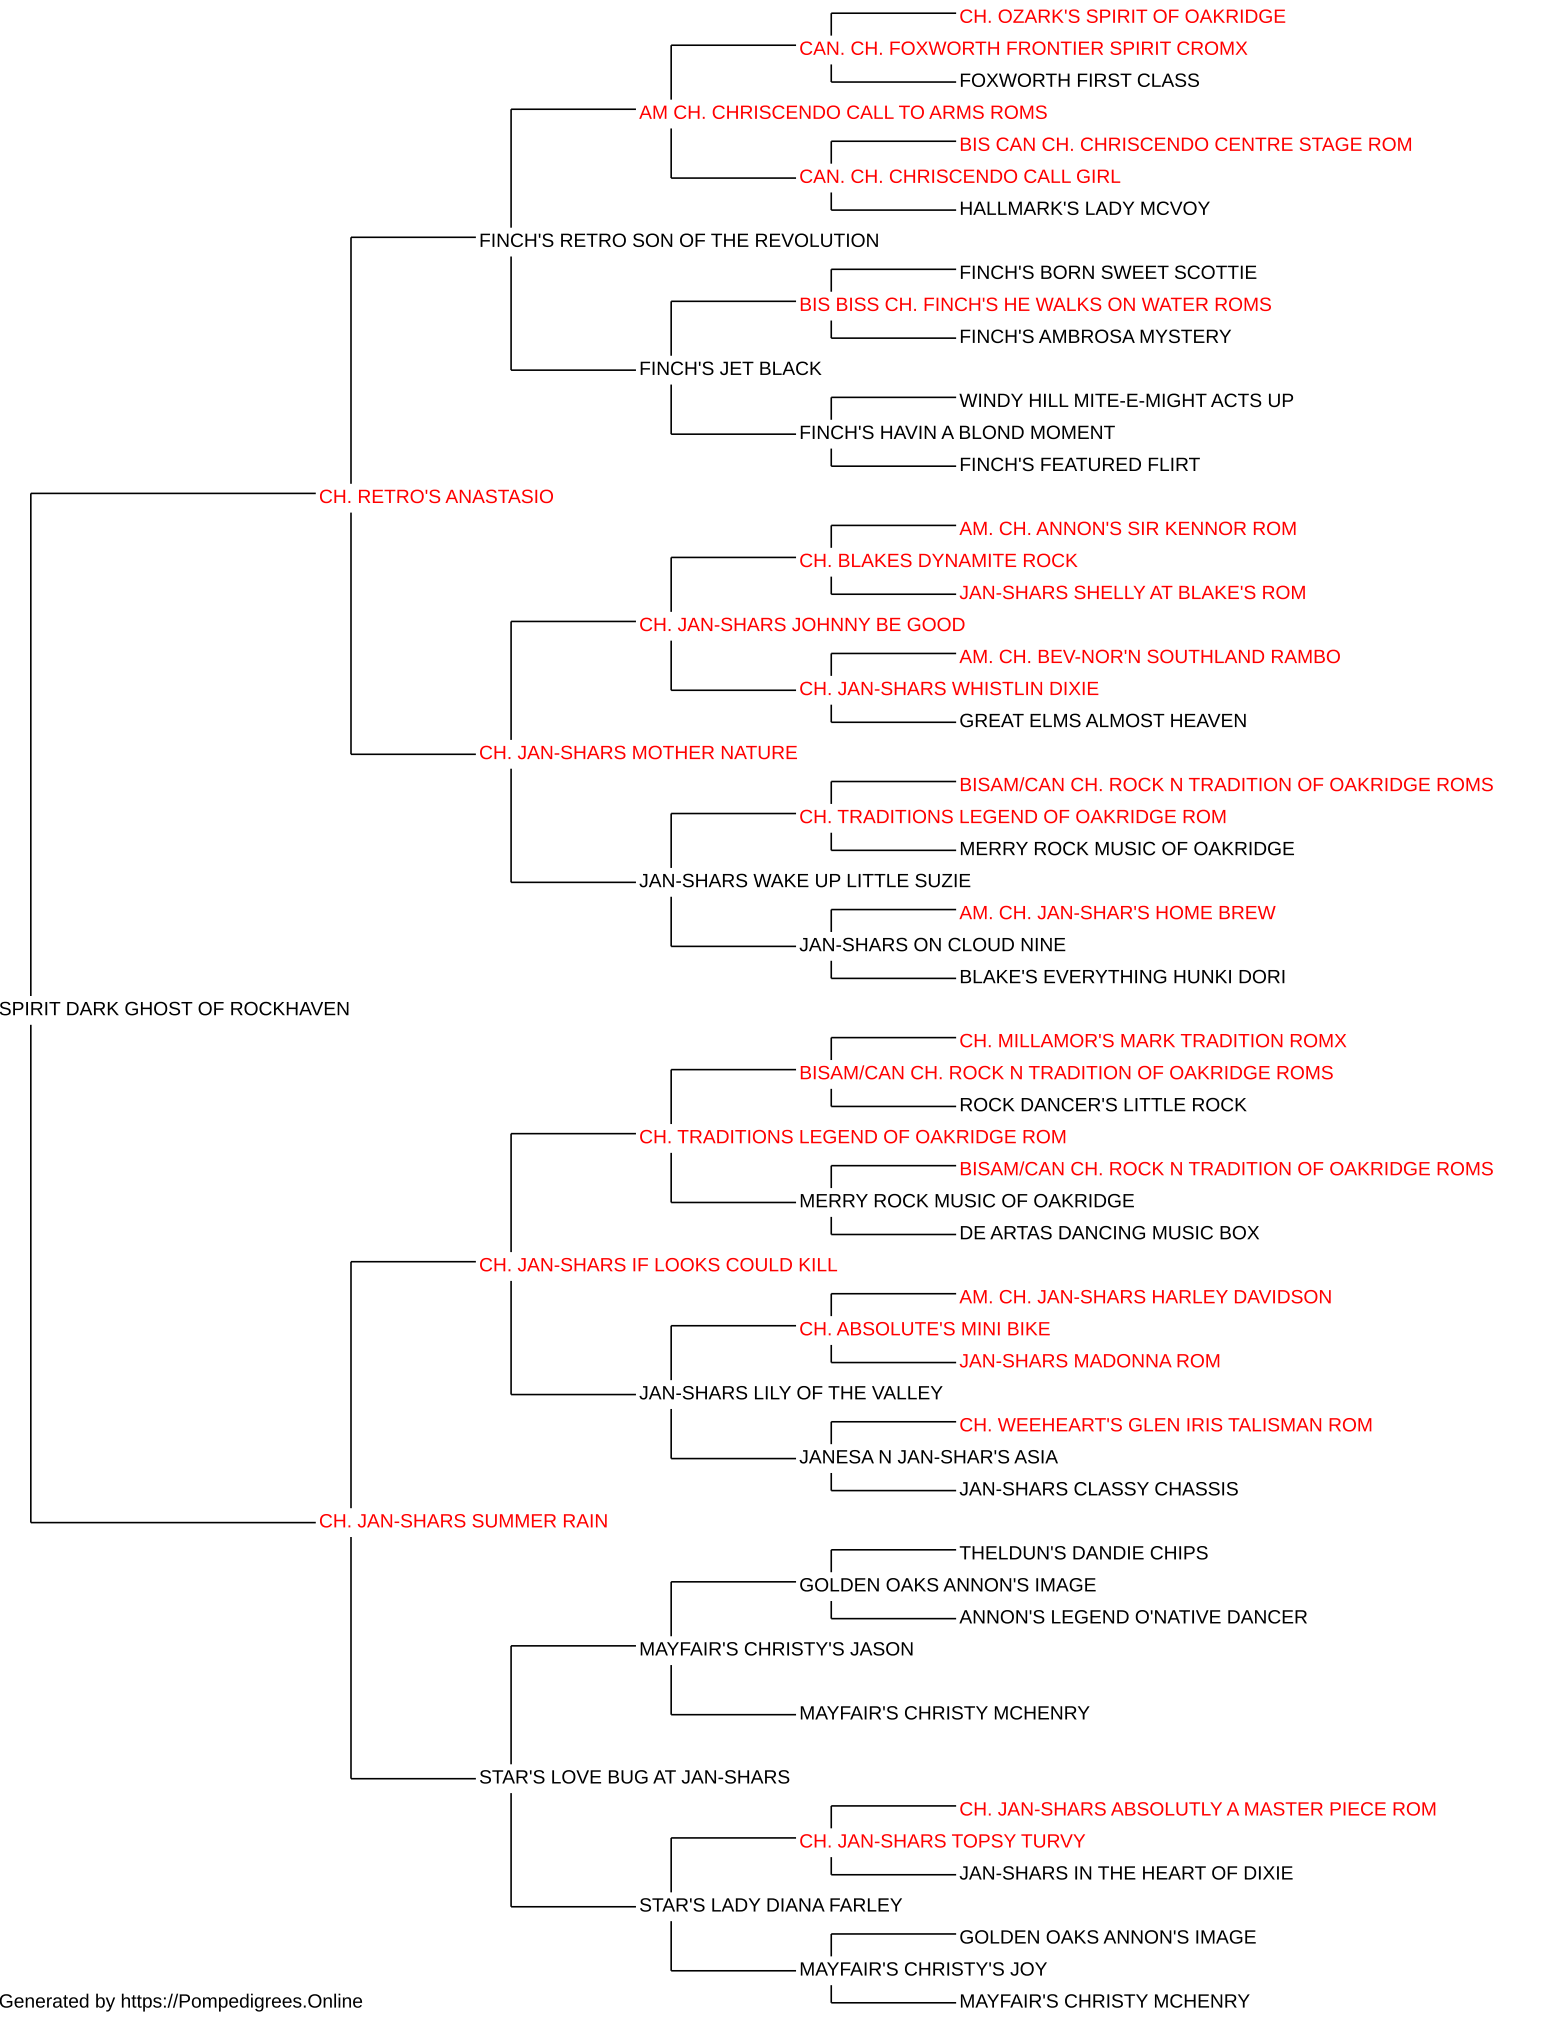 CH. OZARK'S SPIRIT OF OAKRIDGE
CAN. CH. FOXWORTH FRONTIER SPIRIT CROMX
FOXWORTH FIRST CLASS
AM CH. CHRISCENDO CALL TO ARMS ROMS
BIS CAN CH. CHRISCENDO CENTRE STAGE ROM
CAN. CH. CHRISCENDO CALL GIRL
HALLMARK'S LADY MCVOY
FINCH'S RETRO SON OF THE REVOLUTION
FINCH'S BORN SWEET SCOTTIE
BIS BISS CH. FINCH'S HE WALKS ON WATER ROMS
FINCH'S AMBROSA MYSTERY
FINCH'S JET BLACK
WINDY HILL MITE-E-MIGHT ACTS UP
FINCH'S HAVIN A BLOND MOMENT
FINCH'S FEATURED FLIRT
CH. RETRO'S ANASTASIO
AM. CH. ANNON'S SIR KENNOR ROM
CH. BLAKES DYNAMITE ROCK
JAN-SHARS SHELLY AT BLAKE'S ROM
CH. JAN-SHARS JOHNNY BE GOOD
AM. CH. BEV-NOR'N SOUTHLAND RAMBO
CH. JAN-SHARS WHISTLIN DIXIE
GREAT ELMS ALMOST HEAVEN
CH. JAN-SHARS MOTHER NATURE
BISAM/CAN CH. ROCK N TRADITION OF OAKRIDGE ROMS
CH. TRADITIONS LEGEND OF OAKRIDGE ROM
MERRY ROCK MUSIC OF OAKRIDGE
JAN-SHARS WAKE UP LITTLE SUZIE
AM. CH. JAN-SHAR'S HOME BREW
JAN-SHARS ON CLOUD NINE
BLAKE'S EVERYTHING HUNKI DORI
SPIRIT DARK GHOST OF ROCKHAVEN
CH. MILLAMOR'S MARK TRADITION ROMX
BISAM/CAN CH. ROCK N TRADITION OF OAKRIDGE ROMS
ROCK DANCER'S LITTLE ROCK
CH. TRADITIONS LEGEND OF OAKRIDGE ROM
BISAM/CAN CH. ROCK N TRADITION OF OAKRIDGE ROMS
MERRY ROCK MUSIC OF OAKRIDGE
DE ARTAS DANCING MUSIC BOX
CH. JAN-SHARS IF LOOKS COULD KILL
AM. CH. JAN-SHARS HARLEY DAVIDSON
CH. ABSOLUTE'S MINI BIKE
JAN-SHARS MADONNA ROM
JAN-SHARS LILY OF THE VALLEY
CH. WEEHEART'S GLEN IRIS TALISMAN ROM
JANESA N JAN-SHAR'S ASIA
JAN-SHARS CLASSY CHASSIS
CH. JAN-SHARS SUMMER RAIN
THELDUN'S DANDIE CHIPS
GOLDEN OAKS ANNON'S IMAGE
ANNON'S LEGEND O'NATIVE DANCER
MAYFAIR'S CHRISTY'S JASON
MAYFAIR'S CHRISTY MCHENRY
STAR'S LOVE BUG AT JAN-SHARS
CH. JAN-SHARS ABSOLUTLY A MASTER PIECE ROM
CH. JAN-SHARS TOPSY TURVY
JAN-SHARS IN THE HEART OF DIXIE
STAR'S LADY DIANA FARLEY
GOLDEN OAKS ANNON'S IMAGE
MAYFAIR'S CHRISTY'S JOY
MAYFAIR'S CHRISTY MCHENRY
Generated by https://Pompedigrees.Online